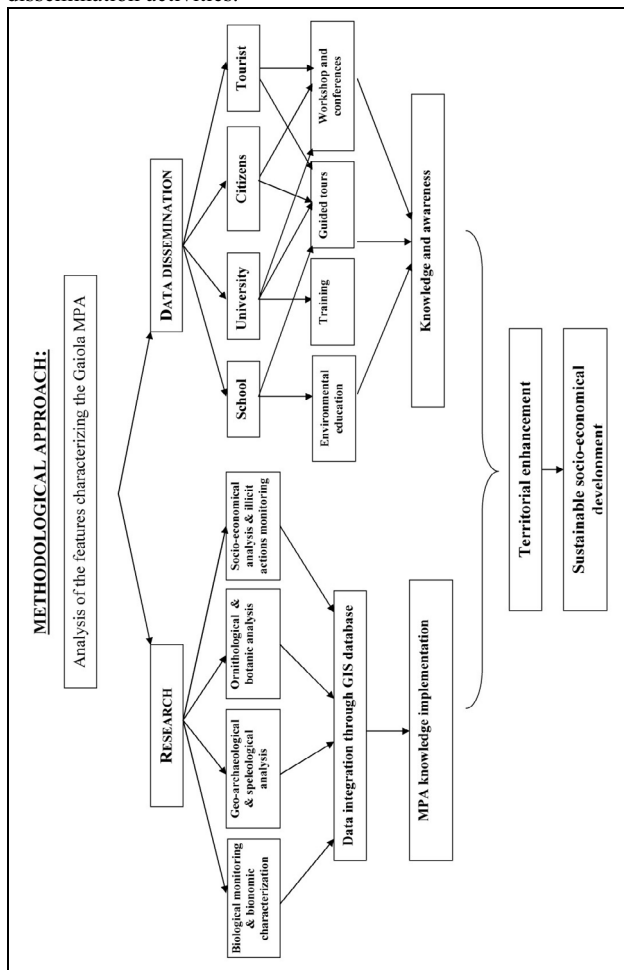 dissemination activities.
METHODOLOGICAL APPROACH:
Analysis of the features characterizing the Gaiola MPA
RESEARCH
DATA DISSEMINATION
Biological monitoring
& bionomic
characterization
Geo-archaeological
& speleological
analysis
Ornithological &
botanic analysis
Socio-economical
analysis & illicit
actions monitoring
School
University
Citizens
Tourist
Environmental
education
Training
Guided tours
Workshop and
conferences
Data integration through GIS database
MPA knowledge implementation
Knowledge and awareness
Territorial enhancement
Sustainable socio-economical
development